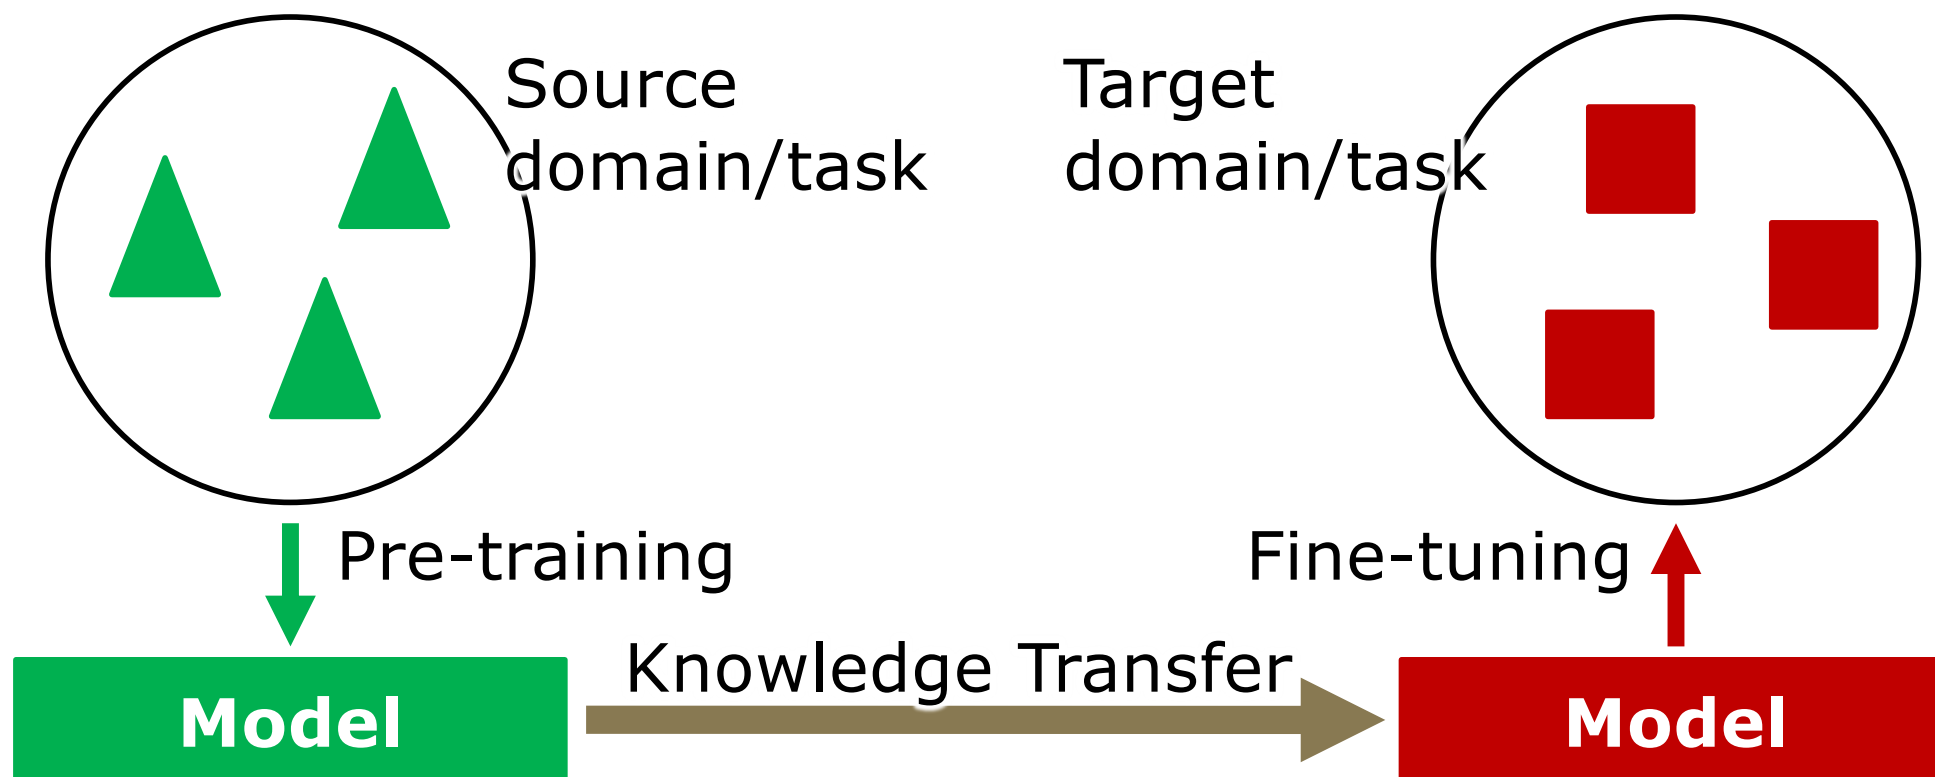 Source
domain/task
Target
domain/task
Pre-training
Fine-tuning
Knowledge Transfer
Model
Model